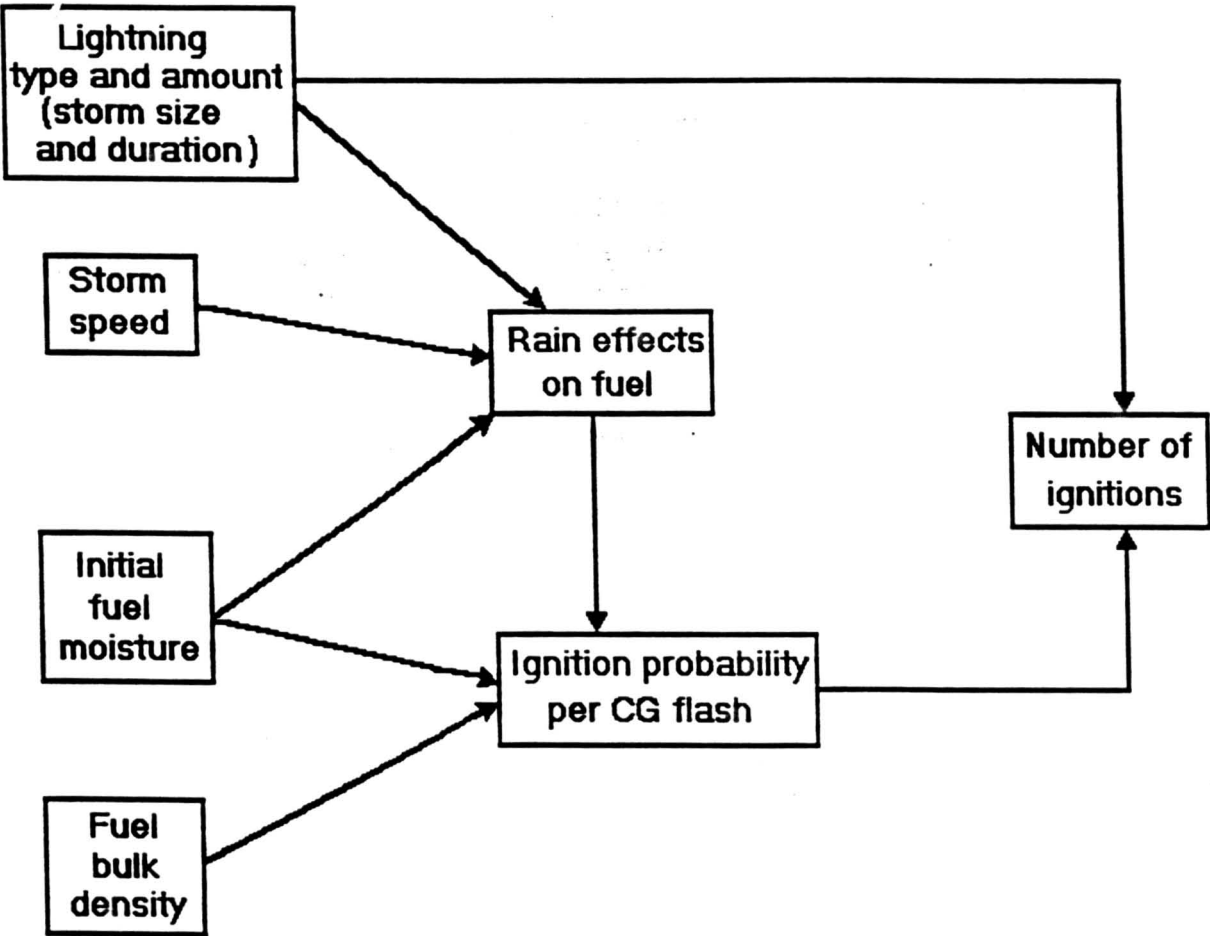 Lightning
type and amount
(storm size
and duration)
Storm
speed
Rain effects
on fuel
Number of
ignitions
Initial
fuel
moisture
Ignition probability
per CG flash
Fuel
bulk
density